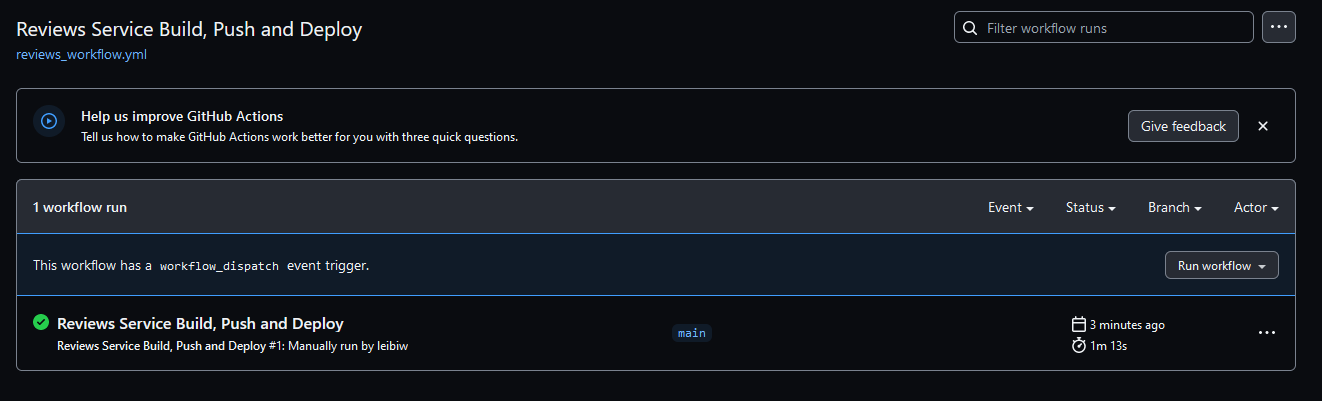 Reviews Service Build, Push and Deploy
Filter workflow runs
reviews_workflow.yml
Help us improve GitHub Actions
Tell us how to make GitHub Actions work better for you with three quick questions.
Give feedback
1 workflow run
Event
Status
Branch
Actor
This workflow has a workflow_dispatch event trigger.
Run workflow
Reviews Service Build, Push and Deploy
Reviews Service Build, Push and Deploy #1: Manually run by leibiw
main
3 minutes ago
1m 13s